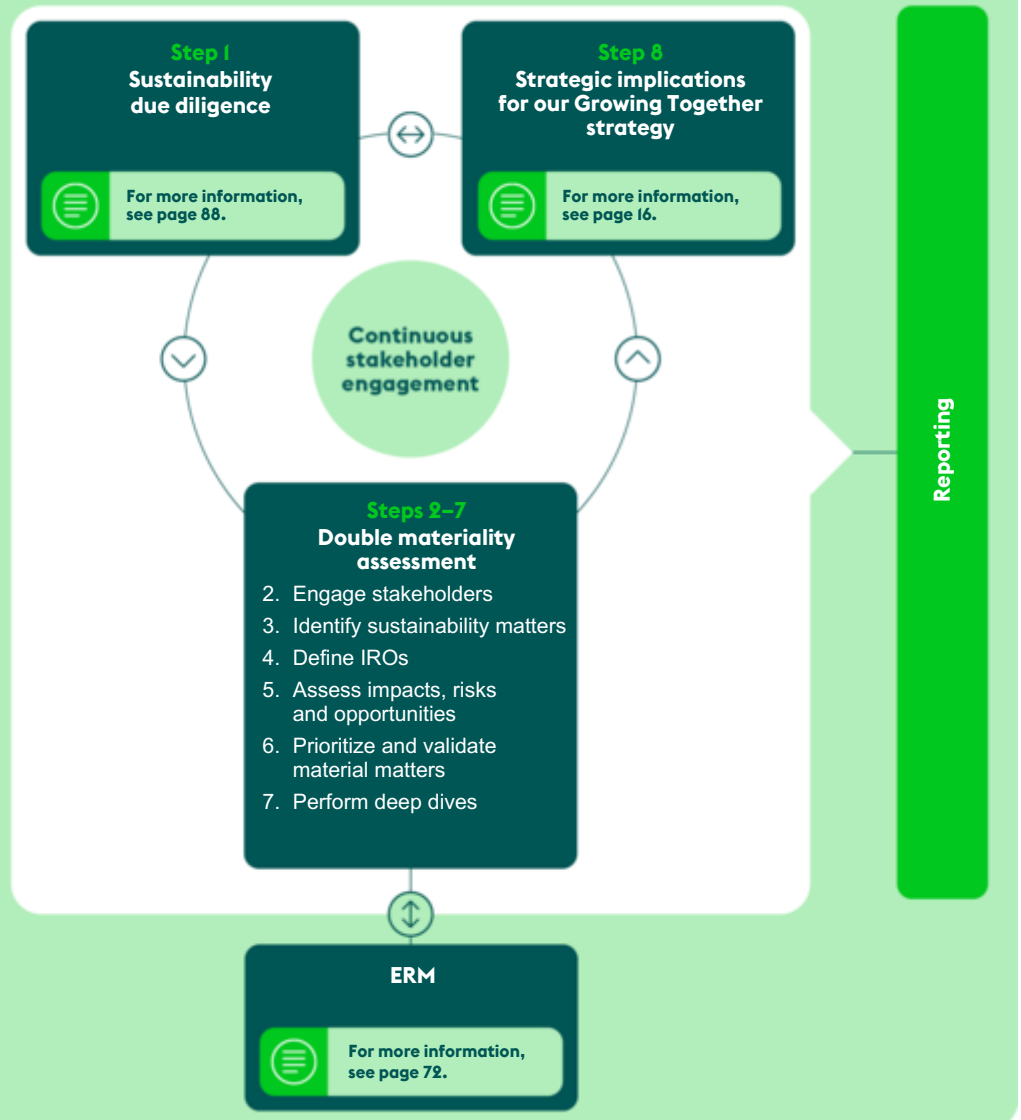 Step 1
Sustainability
due diligence
For more information,
see page 88.
Step 8
Strategic implications
for our Growing Together
strategy
For more information,
see page 16.
Continuous
stakeholder
engagement
Steps 2–7
Double materiality
assessment
2. Engage stakeholders
3. Identify sustainability matters
4. Define IROs
5. Assess impacts, risks
and opportunities
6. Prioritize and validate
material matters
7. Perform deep dives
ERM
For more information,
see page 72.
Reporting